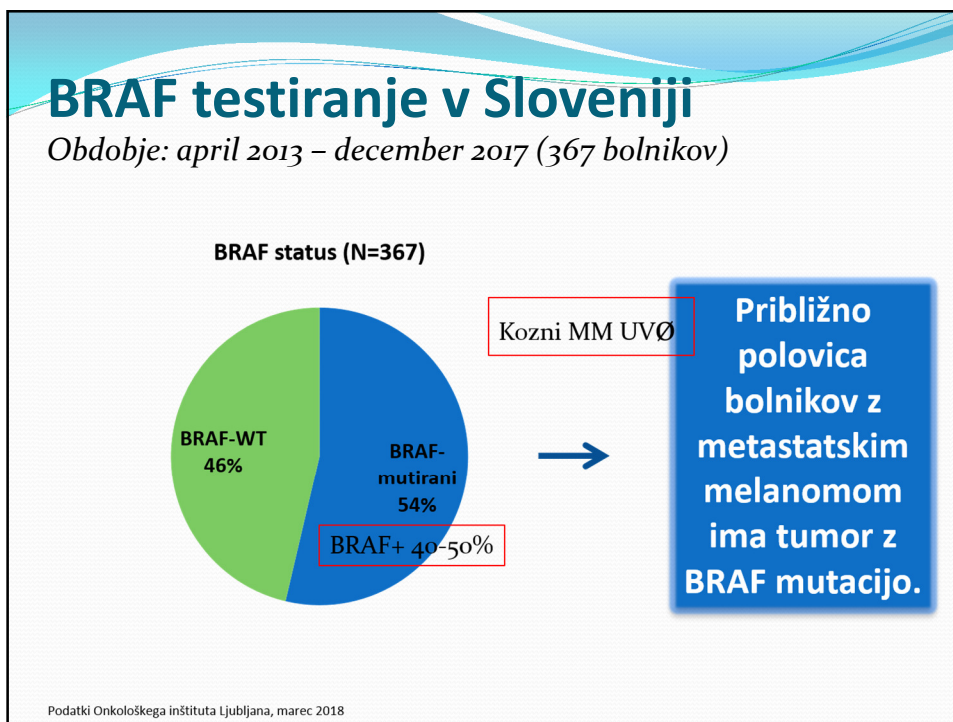 BRAF testiranje v Sloveniji
Obdobje: april 2013 – december 2017 (367 bolnikov)
BRAF status (N=367)
Kozni MM UVØ
BRAF-WT
46%
BRAF-
mutirani
54%
BRAF+ 40-50%
Približno
polovica
bolnikov z
metastatskim
melanomom
ima tumor z
BRAF mutacijo.
Podatki Onkološkega inštituta Ljubljana, marec 2018